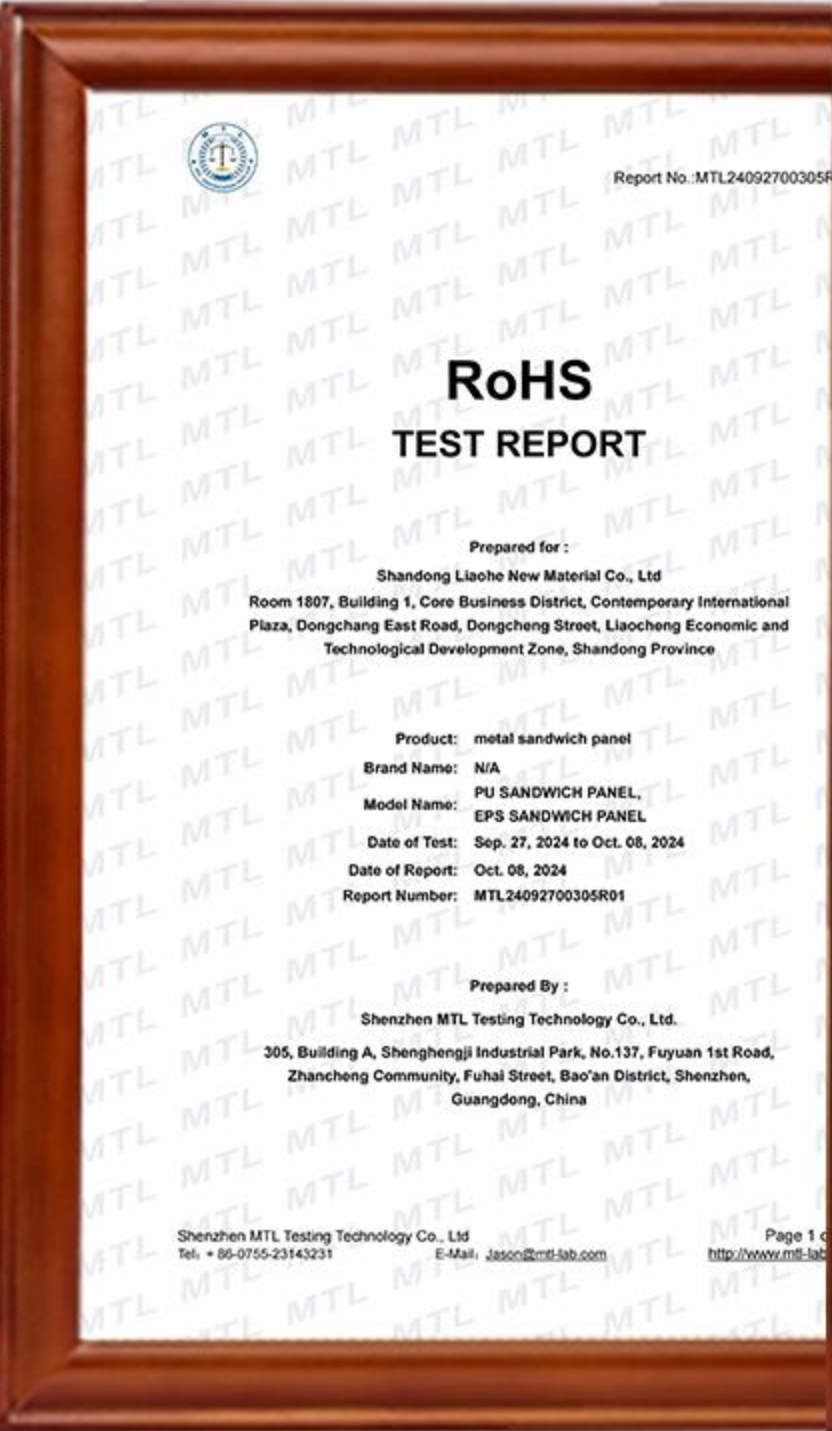 Report No.:MTL24092700305R
RoHS
TEST REPORT
Prepared for :
Shandong Liaohe New Material Co., Ltd
Room 1807, Building 1, Core Business District, Contemporary International
Plaza, Dongchang East Road, Dongcheng Street, Liaocheng Economic and
Technological Development Zone, Shandong Province
Product: metal sandwich panel
Brand Name: N/A
Model Name: PU SANDWICH PANEL,
EPS SANDWICH PANEL
Date of Test: Sep. 27, 2024 to Oct. 08, 2024
Date of Report: Oct. 08, 2024
Report Number: MTL24092700305R01
Prepared By :
Shenzhen MTL Testing Technology Co., Ltd.
305, Building A, Shenghengji Industrial Park, No.137, Fuyuan 1st Road,
Zhancheng Community, Fuhai Street, Bao'an District, Shenzhen,
Guangdong, China
Shenzhen MTL Testing Technology Co., Ltd
Page 1
Tel: + 86-0755-23143231 E-Mail: Jason@mtl-lab.com http://www.mtl-lab